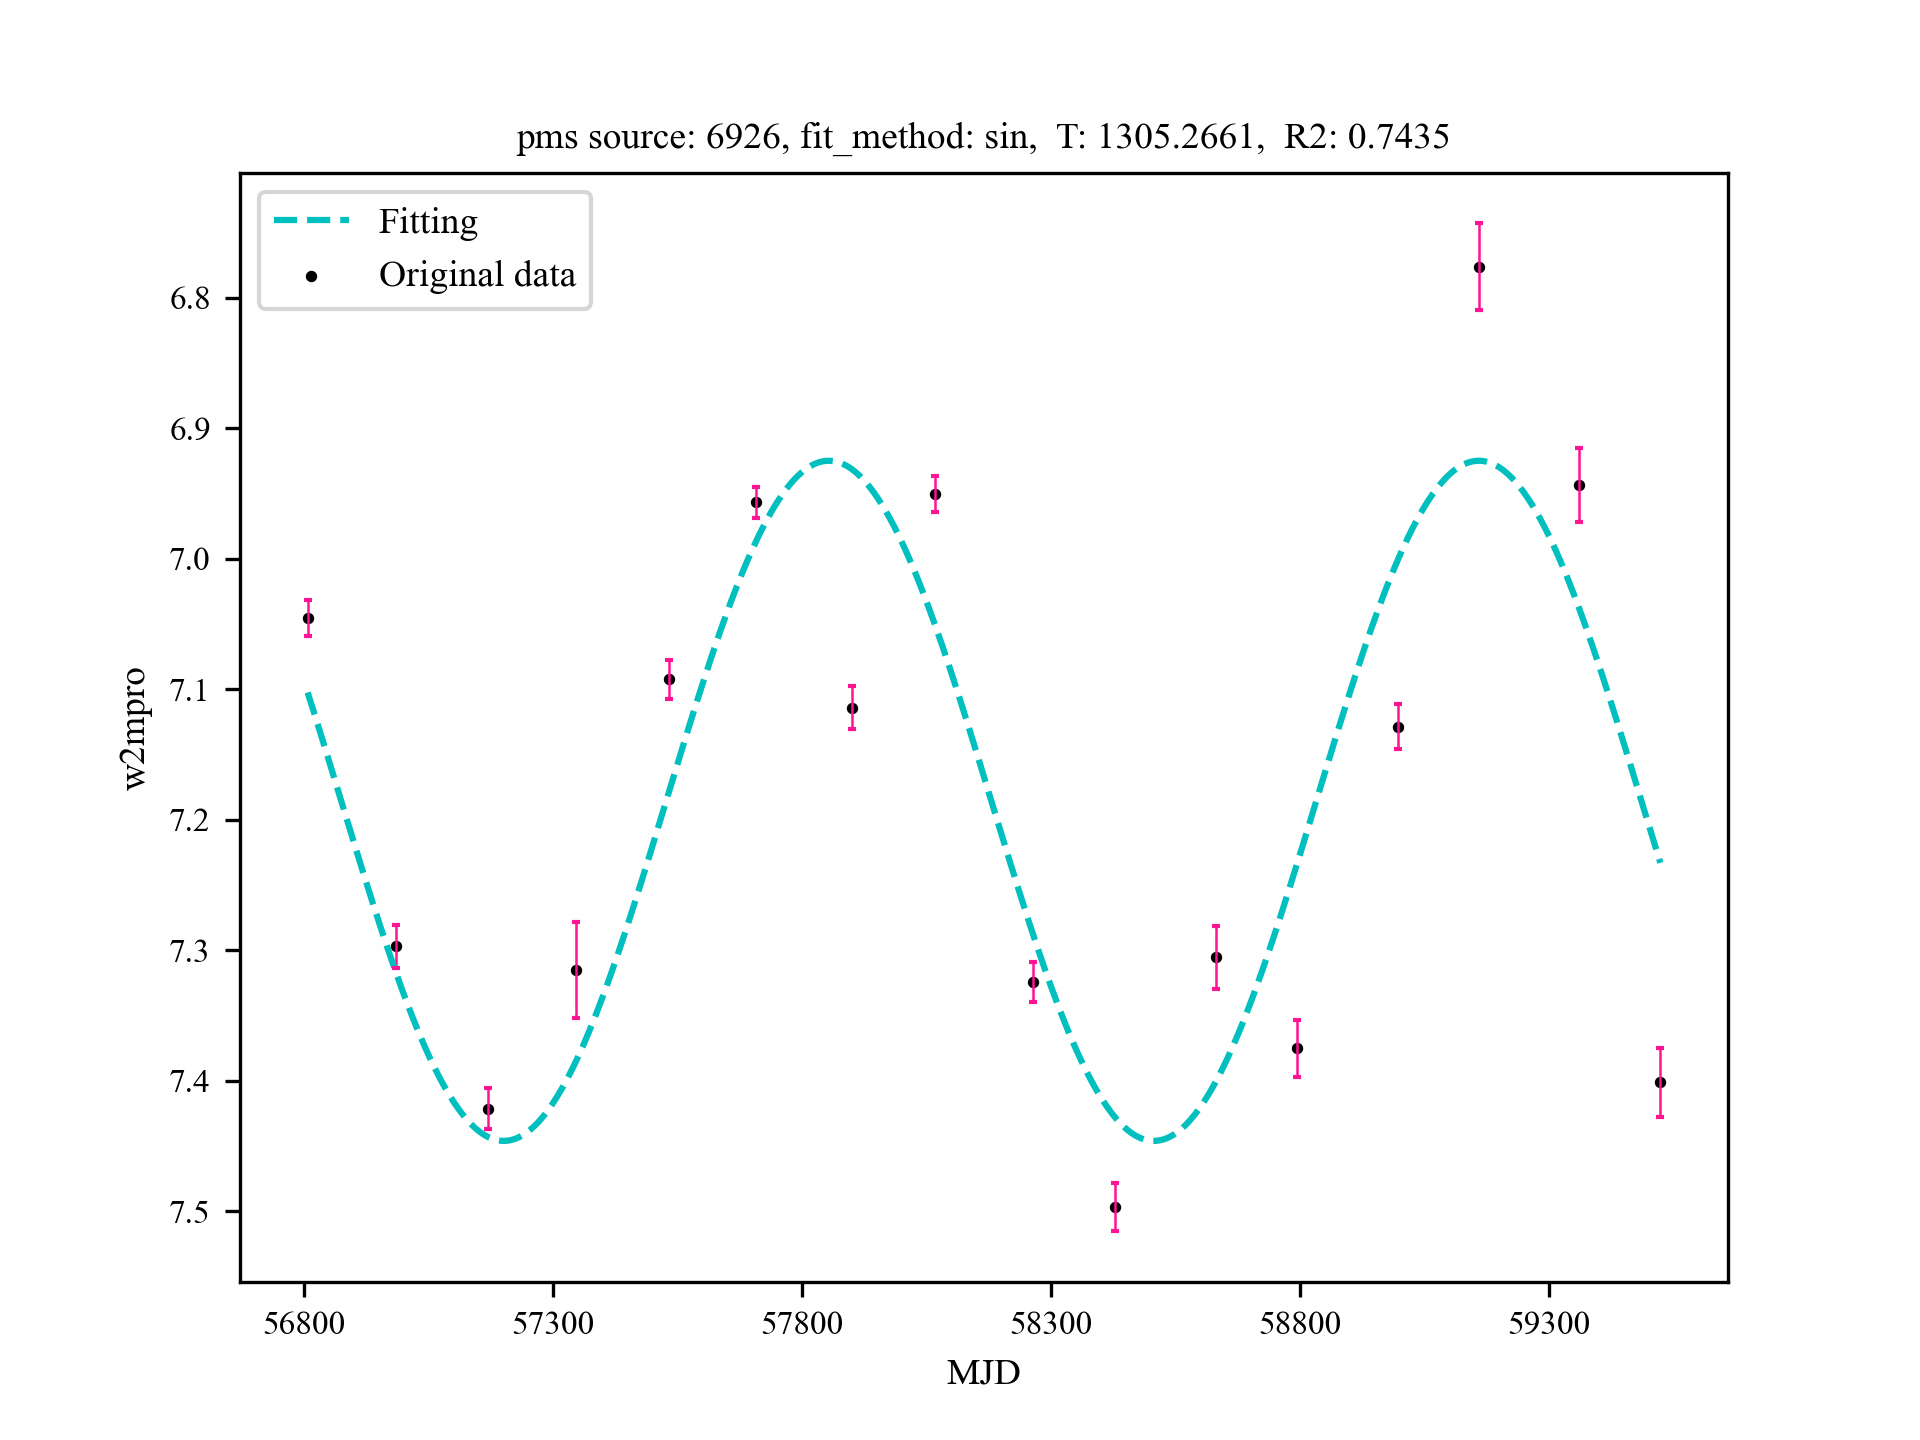 pms source: 6926, fit_method: sin,  T: 1305.2661,  R2: 0.7435
Fitting
Original data
6.8
6.9
7.0
7.1
7.2
7.3
7.4
7.5
w2mpro
56800 57300 57800 58300 58800 59300
MJD